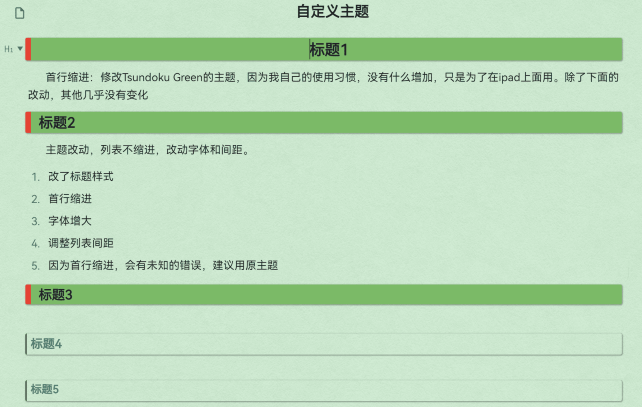 自定义主题
H1
标题1
首行缩进：修改Tsundoku Green的主题，因为我自己的使用习惯，没有什么增加，只是为了在ipad上面用。除了下面的
改动，其他几乎没有变化
标题2
主题改动，列表不缩进，改动字体和间距。
1. 改了标题样式
2. 首行缩进
3. 字体增大
4. 调整列表间距
5. 因为首行缩进，会有未知的错误，建议用原主题
标题3
标题4
标题5